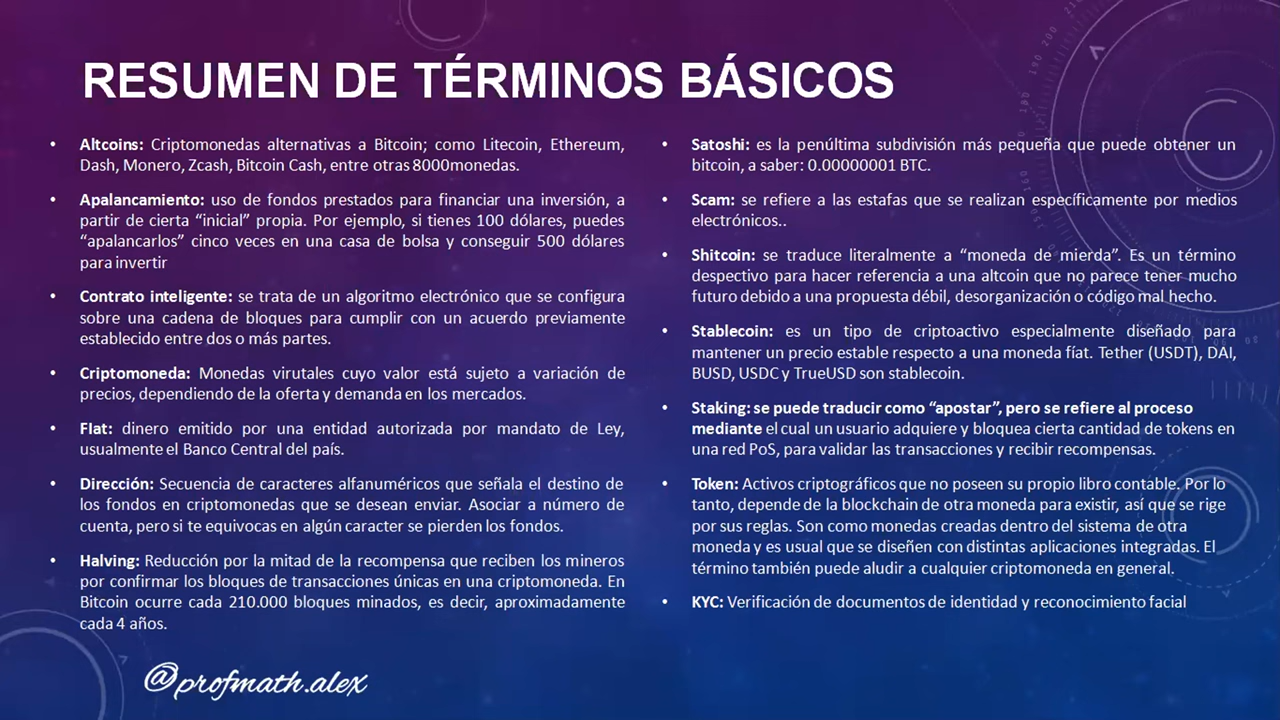 RESUMEN DE TÉRMINOS BÁSICOS
• Altcoins: Criptomonedas alternativas a Bitcoin; como Litecoin, Ethereum,
Dash, Monero, Zcash, Bitcoin Cash, entre otras 8000monedas.
• Apalancamiento: uso de fondos prestados para financiar una inversión, a
partir de cierta “inicial” propia. Por ejemplo, si tienes 100 dólares, puedes
“apalancarlos” cinco veces en una casa de bolsa y conseguir 500 dólares
para invertir
• Contrato inteligente: se trata de un algoritmo electrónico que se configura
sobre una cadena de bloques para cumplir con un acuerdo previamente
establecido entre dos o más partes.
• Criptomoneda: Monedas virutales cuyo valor está sujeto a variación de
precios, dependiendo de la oferta y demanda en los mercados.
• FIat: dinero emitido por una entidad autorizada por mandato de Ley,
usualmente el Banco Central del país.
• Dirección: Secuencia de caracteres alfanuméricos que señala el destino de
los fondos en criptomonedas que se desean enviar. Asociar a número de
cuenta, pero si te equivocas en algún caracter se pierden los fondos.
• Halving: Reducción por la mitad de la recompensa que reciben los mineros
por confirmar los bloques de transacciones únicas en una criptomoneda. En
Bitcoin ocurre cada 210.000 bloques minados, es decir, aproximadamente
cada 4 años.
• Satoshi: es la penúltima subdivisión más pequeña que puede obtener un
bitcoin, a saber: 0.00000001 BTC.
• Scam: se refiere a las estafas que se realizan específicamente por medios
electrónicos..
• Shitcoin: se traduce literalmente a “moneda de mierda”. Es un término
despectivo para hacer referencia a una altcoin que no parece tener mucho
futuro debido a una propuesta débil, desorganización o código mal hecho.
• Stablecoin: es un tipo de criptoactivo especialmente diseñado para
mantener un precio estable respecto a una moneda fíat. Tether (USDT), DAI,
BUSD, USDC y TrueUSD son stablecoin.
• Staking: se puede traducir como “apostar”, pero se refiere al proceso
mediante el cual un usuario adquiere y bloquea cierta cantidad de tokens en
una red PoS, para validar las transacciones y recibir recompensas.
• Token: Activos criptográficos que no poseen su propio libro contable. Por lo
tanto, depende de la blockchain de otra moneda para existir, así que se rige
por sus reglas. Son como monedas creadas dentro del sistema de otra
moneda y es usual que se diseñen con distintas aplicaciones integradas. El
término también puede aludir a cualquier criptomoneda en general.
• KYC: Verificación de documentos de identidad y reconocimiento facial
@profmath.alex